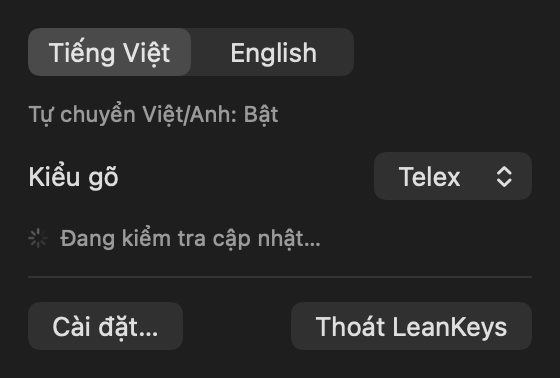 Tiếng Việt English
Tự chuyển Việt/Anh: Bật
Kiểu gõ Telex
Đang kiểm tra cập nhật...
Cài đặt... Thoát LeanKeys